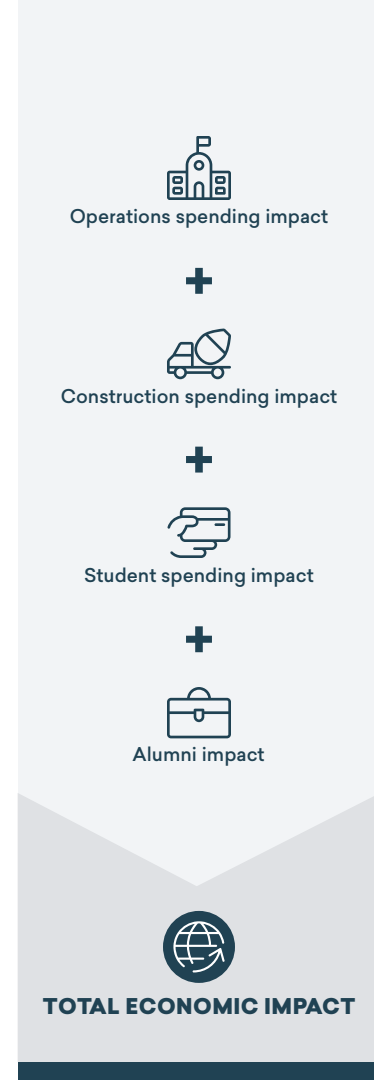 Operations spending impact
+
Construction spending impact
+
Student spending impact
+
Alumni impact
TOTAL ECONOMIC IMPACT